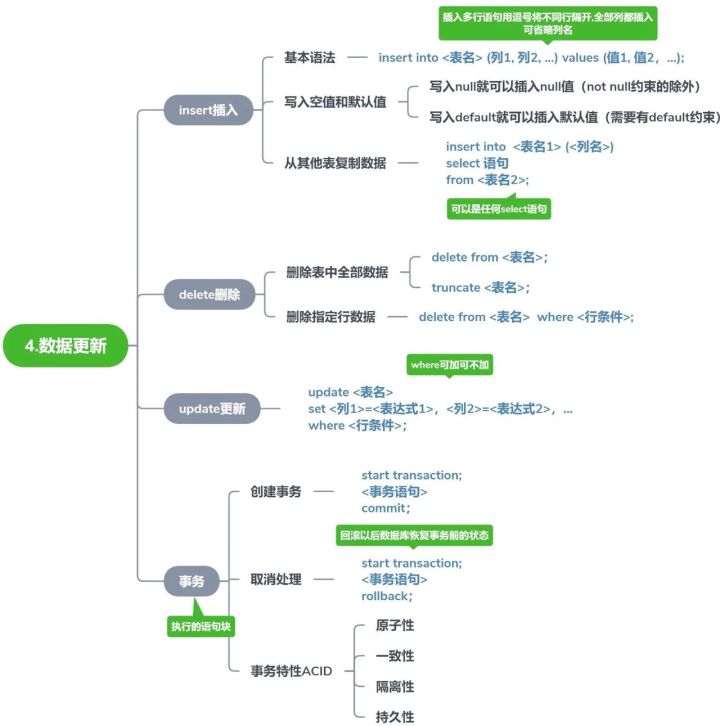 插入多行语句用逗号将不同行隔开,全部列都插入
可省略列名
基本语法
insert into <表名> (列1, 列2, ...) values (值1, 值2, ...);
insert插入
写入空值和默认值
写入null就可以插入null值（not null约束的除外）
写入default就可以插入默认值（需要有default约束）
从其他表复制数据
insert into <表名1> (<列名>)
select 语句
from <表名2>;
可以是任何select语句
delete删除
删除表中全部数据
delete from <表名>;
truncate <表名>;
删除指定行数据
delete from <表名> where <行条件>;
4.数据更新
where可加可不加
update更新
update <表名>
set <列1>=<表达式1>，<列2>=<表达式2>，...
where <行条件>;
创建事务
start transaction;
<事务语句>
commit；
回滚以后数据库恢复事务前的状态
事务
执行的语句块
取消处理
start transaction;
<事务语句>
rollback;
事务特性ACID
原子性
一致性
隔离性
持久性